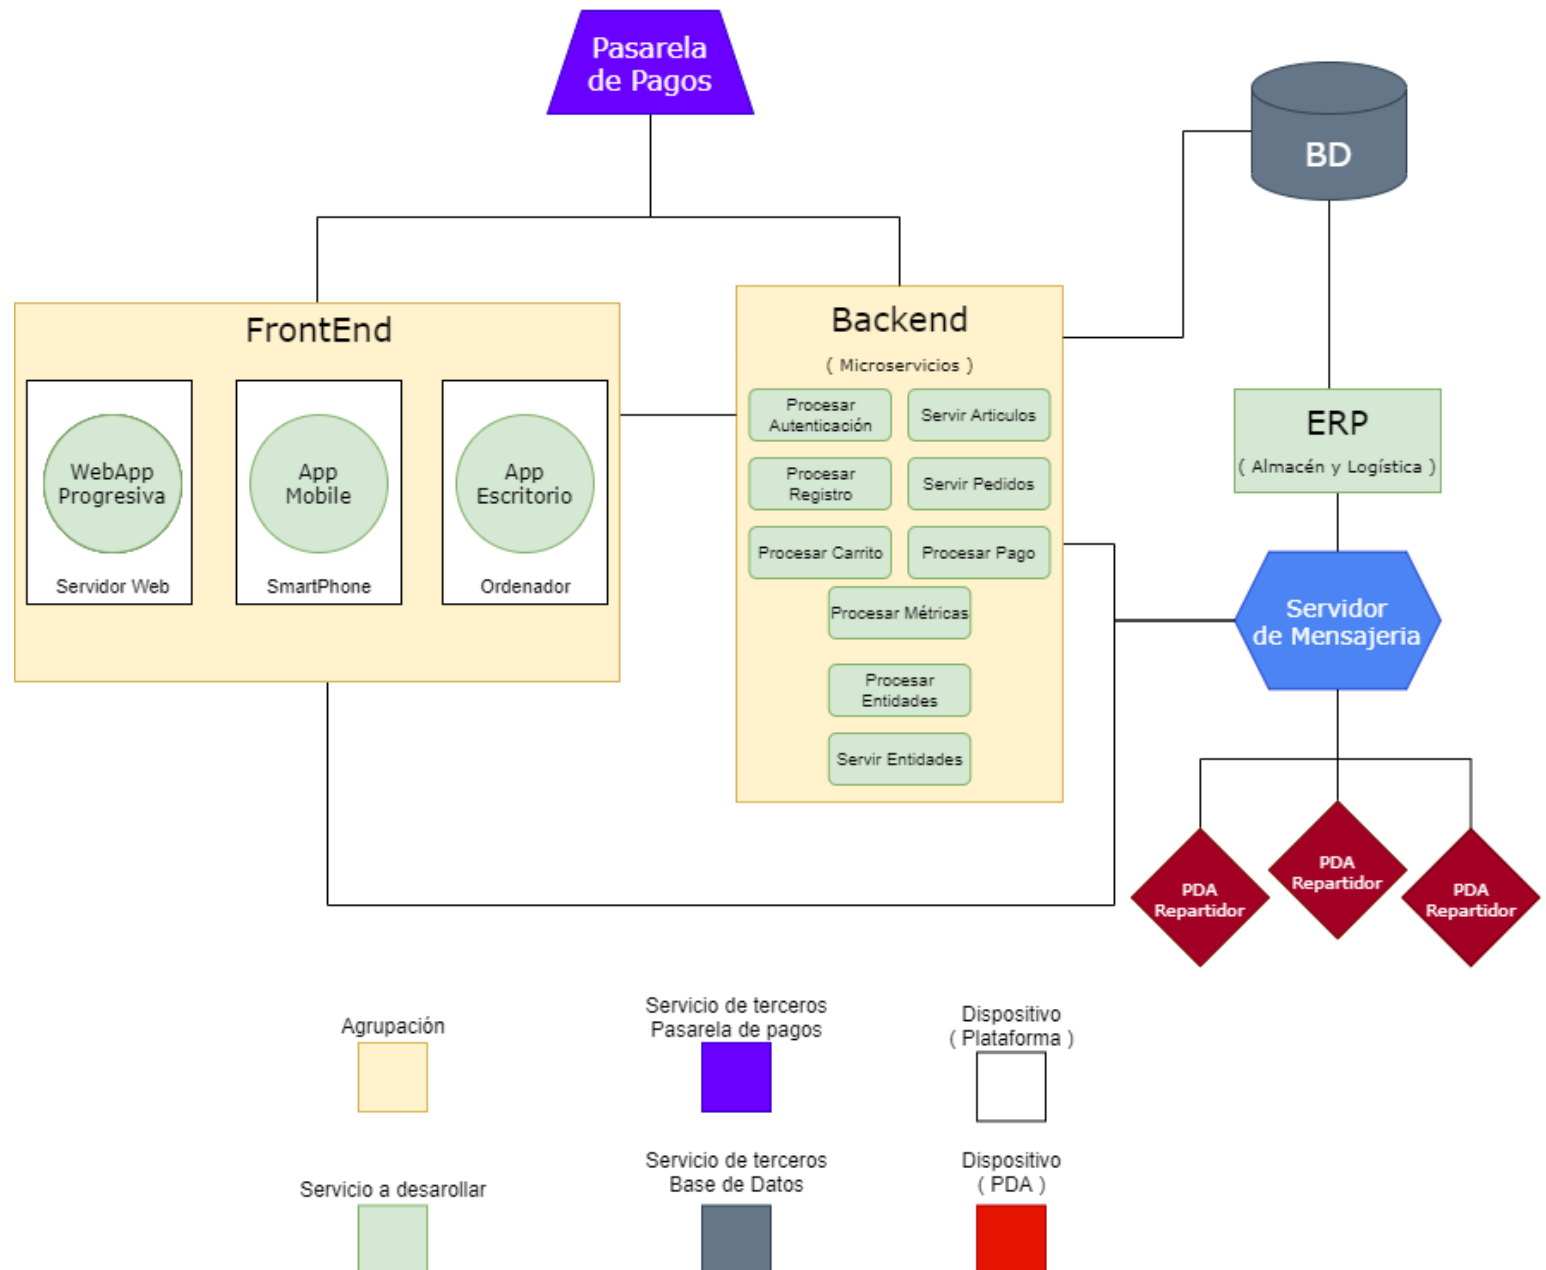 Pasarela
de Pagos
BD
FrontEnd
WebApp
Progresiva
Servidor Web
App
Mobile
SmartPhone
App
Escritorio
Ordenador
Backend
( Microservicios )
Procesar
Autenticación
Servir Articulos
Procesar
Registro
Servir Pedidos
Procesar Carrito
Procesar Pago
Procesar Métricas
Procesar
Entidades
Servir Entidades
ERP
( Almacén y Logística )
Servidor
de Mensajeria
PDA
Repartidor
PDA
Repartidor
PDA
Repartidor
Agrupación
Servicio de terceros
Pasarela de pagos
Dispositivo
( Plataforma )
Servicio a desarollar
Servicio de terceros
Base de Datos
Dispositivo
( PDA )